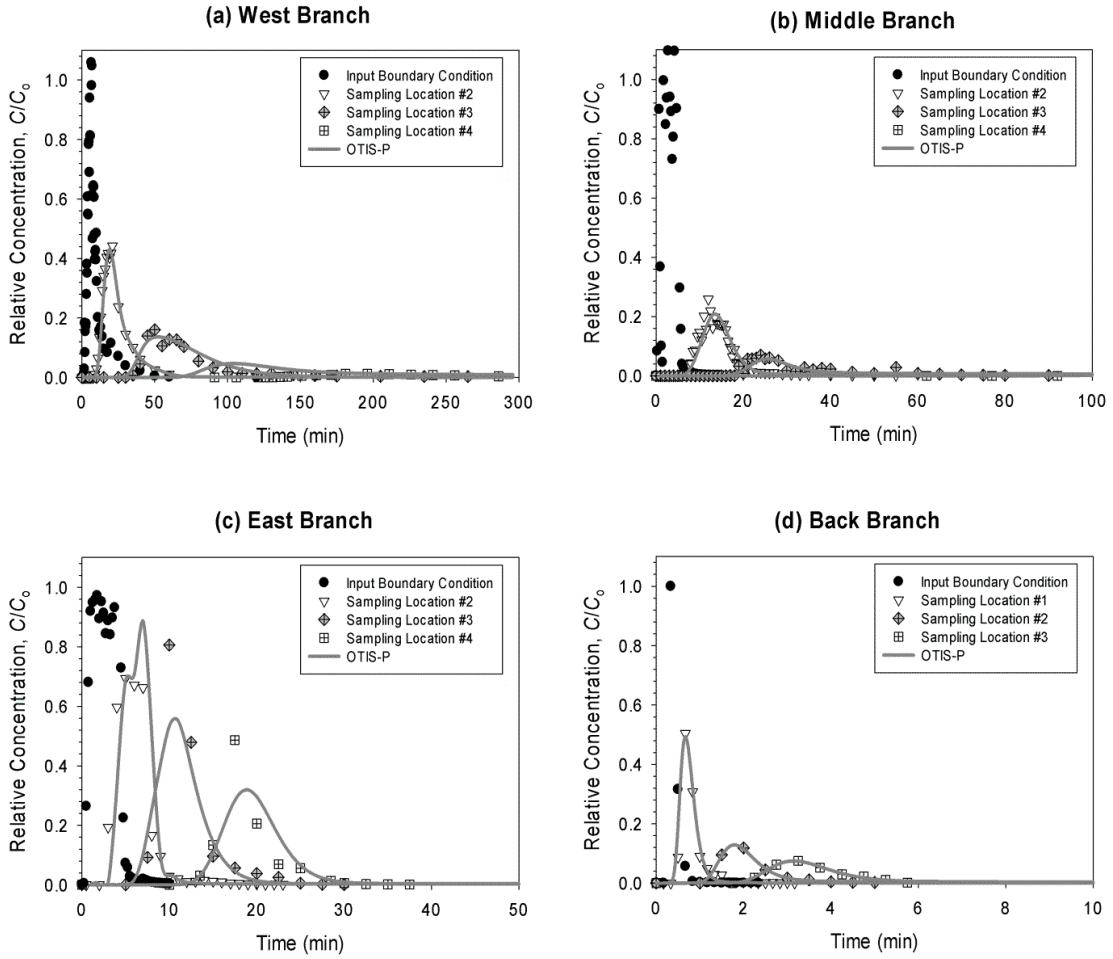 (a) West Branch
Relative Concentration, C/Co
1.0
0.8
0.6
0.4
0.2
0.0
0 50 100 150 200 250 300
Time (min)
Input Boundary Condition
Sampling Location #2
Sampling Location #3
Sampling Location #4
OTIS-P
(b) Middle Branch
Relative Concentration, C/Co
1.0
0.8
0.6
0.4
0.2
0.0
0 20 40 60 80 100
Time (min)
Input Boundary Condition
Sampling Location #2
Sampling Location #3
Sampling Location #4
OTIS-P
(c) East Branch
Relative Concentration, C/Co
1.0
0.8
0.6
0.4
0.2
0.0
0 10 20 30 40 50
Time (min)
Input Boundary Condition
Sampling Location #2
Sampling Location #3
Sampling Location #4
OTIS-P
(d) Back Branch
Relative Concentration, C/Co
1.0
0.8
0.6
0.4
0.2
0.0
0 2 4 6 8 10
Time (min)
Input Boundary Condition
Sampling Location #1
Sampling Location #2
Sampling Location #3
OTIS-P